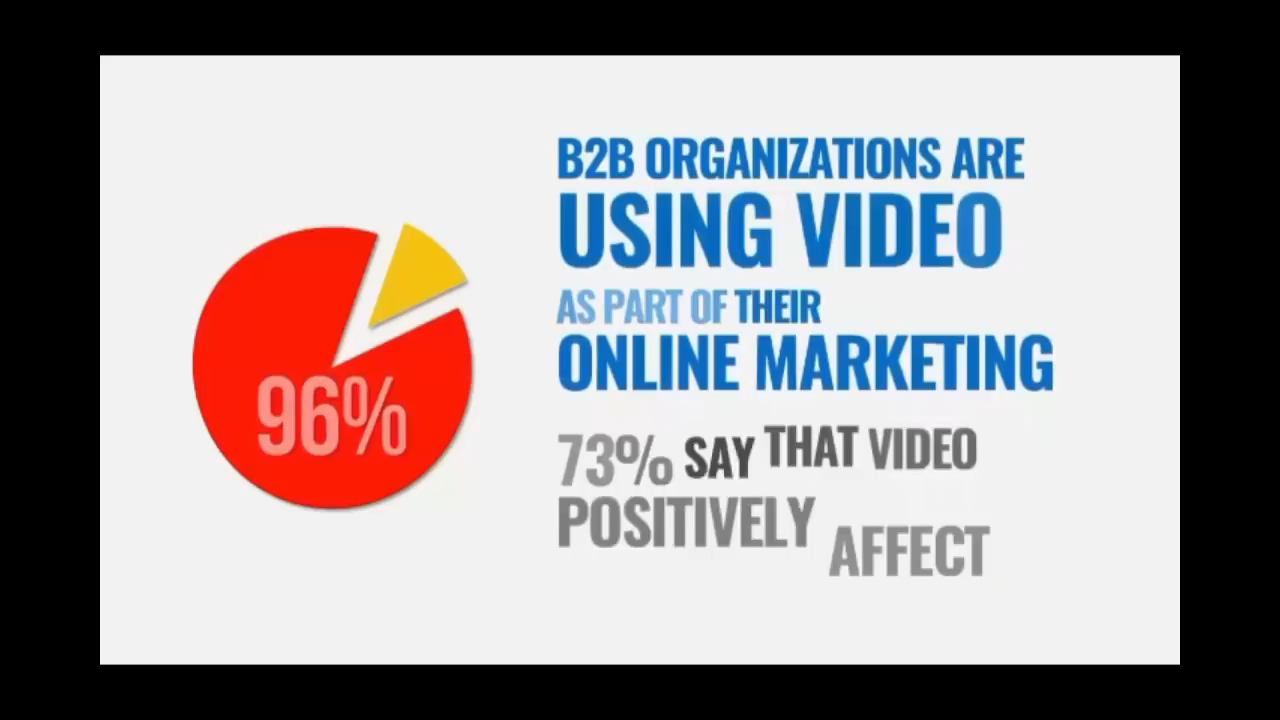 96%
B2B ORGANIZATIONS ARE
USING VIDEO
AS PART OF THEIR
ONLINE MARKETING
73% SAY THAT VIDEO
POSITIVELY AFFECT